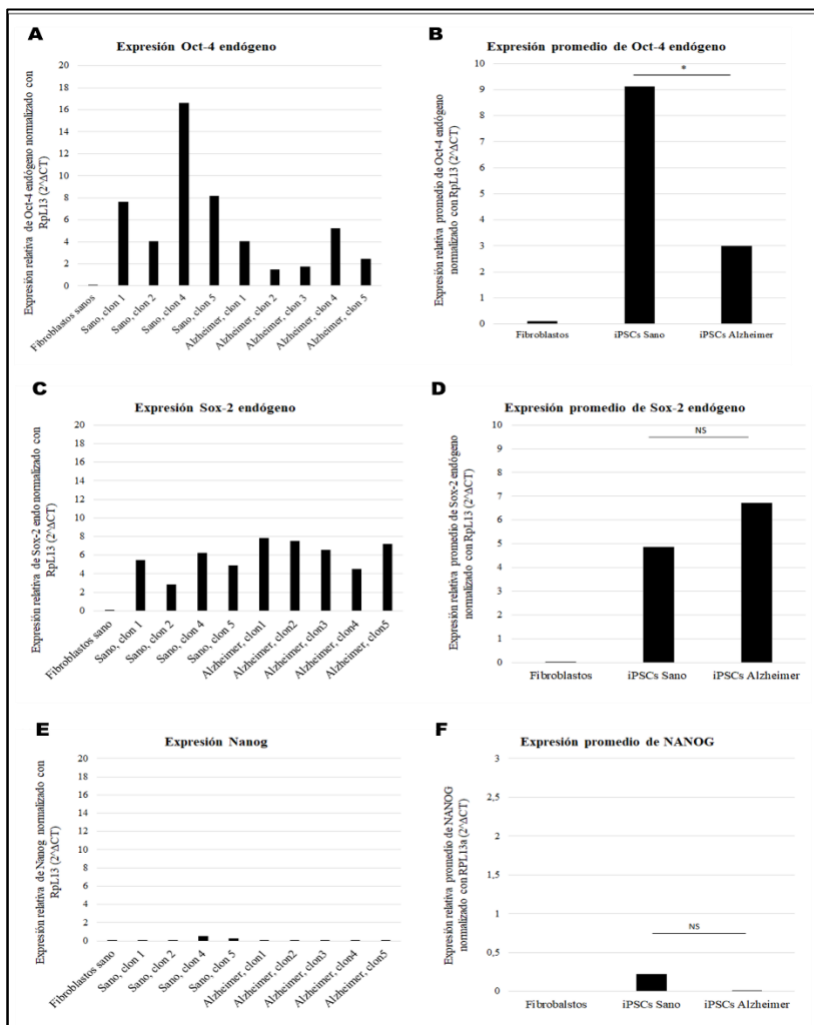 A
Expresión Oct-4 endógeno
Expresión relativa de Oct-4 endógeno normalizado con
RpL13 (2^ΔCT)
20
18
16
14
12
10
8
6
4
2
0
Fibroblastos sanos
Sano, clon 1
Sano, clon 2
Sano, clon 4
Sano, clon 5
Alzheimer, clon 1
Alzheimer, clon 2
Alzheimer, clon 3
Alzheimer, clon 4
Alzheimer, clon 5
B
Expresión promedio de Oct-4 endógeno
Expresión relativa promedio de Oct-4 endógeno
normalizado con RpL13 (2^ΔCT)
10
9
8
7
6
5
4
3
2
1
0
*
Fibroblastos
iPSCs Sano
iPSCs Alzheimer
C
Expresión Sox-2 endógeno
Expresión relativa de Sox-2 endo normalizado con
RpL13 (2^ΔCT)
20
18
16
14
12
10
8
6
4
2
0
Fibroblastos sano
Sano, clon 1
Sano, clon 2
Sano, clon 4
Sano, clon 5
Alzheimer, clon1
Alzheimer, clon2
Alzheimer, clon3
Alzheimer, clon4
Alzheimer, clon5
D
Expresión promedio de Sox-2 endógeno
Expresión relativa promedio de Sox-2 endógeno
normalizado con RpL13 (2^ΔCT)
10
9
8
7
6
5
4
3
2
1
0
NS
Fibroblastos
iPSCs Sano
iPSCs Alzheimer
E
Expresión Nanog
Expresión relativa de Nanog normalizado con
RpL13 (2^ΔCT)
20
18
16
14
12
10
8
6
4
2
0
Fibroblastos sano
Sano, clon 1
Sano, clon 2
Sano, clon 4
Sano, clon 5
Alzheimer, clon1
Alzheimer, clon2
Alzheimer, clon3
Alzheimer, clon4
Alzheimer, clon5
F
Expresión promedio de NANOG
Expresión relativa promedio de NANOG
normalizado con RPL13a (2^ΔCT)
3
2,5
2
1,5
1
0,5
0
NS
Fibrobalstos
iPSCs Sano
iPSCs Alzheimer